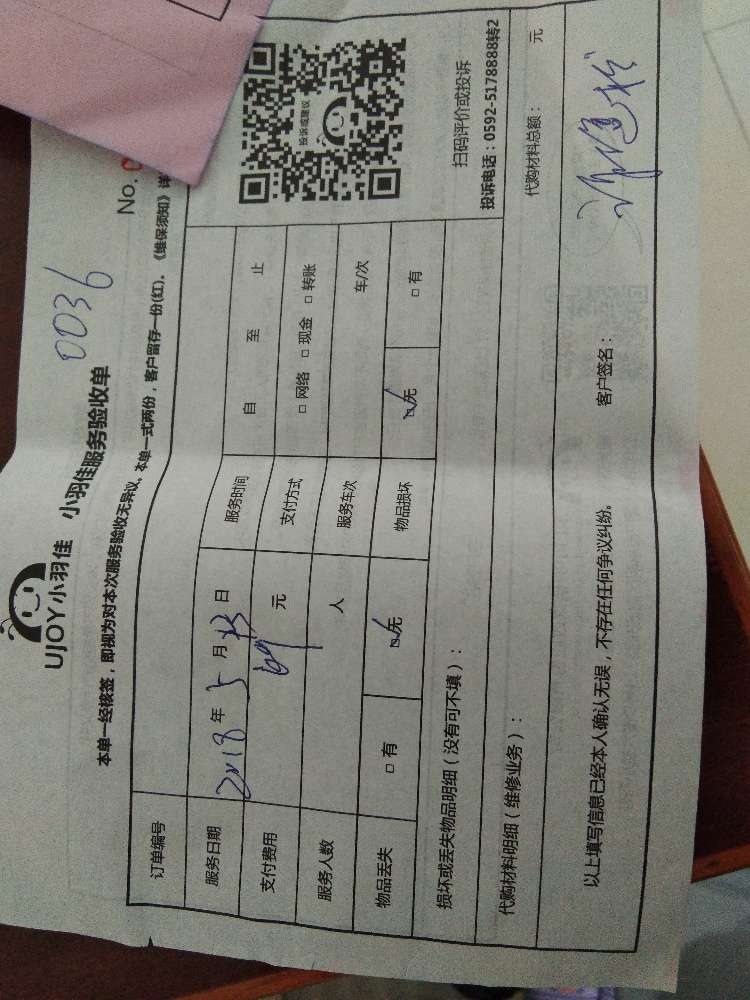 UJOY小羽佳 小羽佳服务验收单
0036
本单一经核签，即视为对本次服务验收无异议。本单一式两份，客户留存一份(红)。《维保须知》详
No.
订单编号
服务日期 2018年5月23日 服务时间 自 至 止
支付费用 元 支付方式 □网络 □现金 □转账
服务人数 人 服务车次 车/次
物品丢失 □有 ☑无 物品损坏 ☑无 □有
投诉或建议
扫码评价或投诉
投诉电话：0592-5178888转2
损坏或丢失物品明细（没有可不填）：
代购材料明细（维修业务）： 代购材料总额： 元
以上填写信息已经本人确认无误，不存在任何争议纠纷。 客户签名：